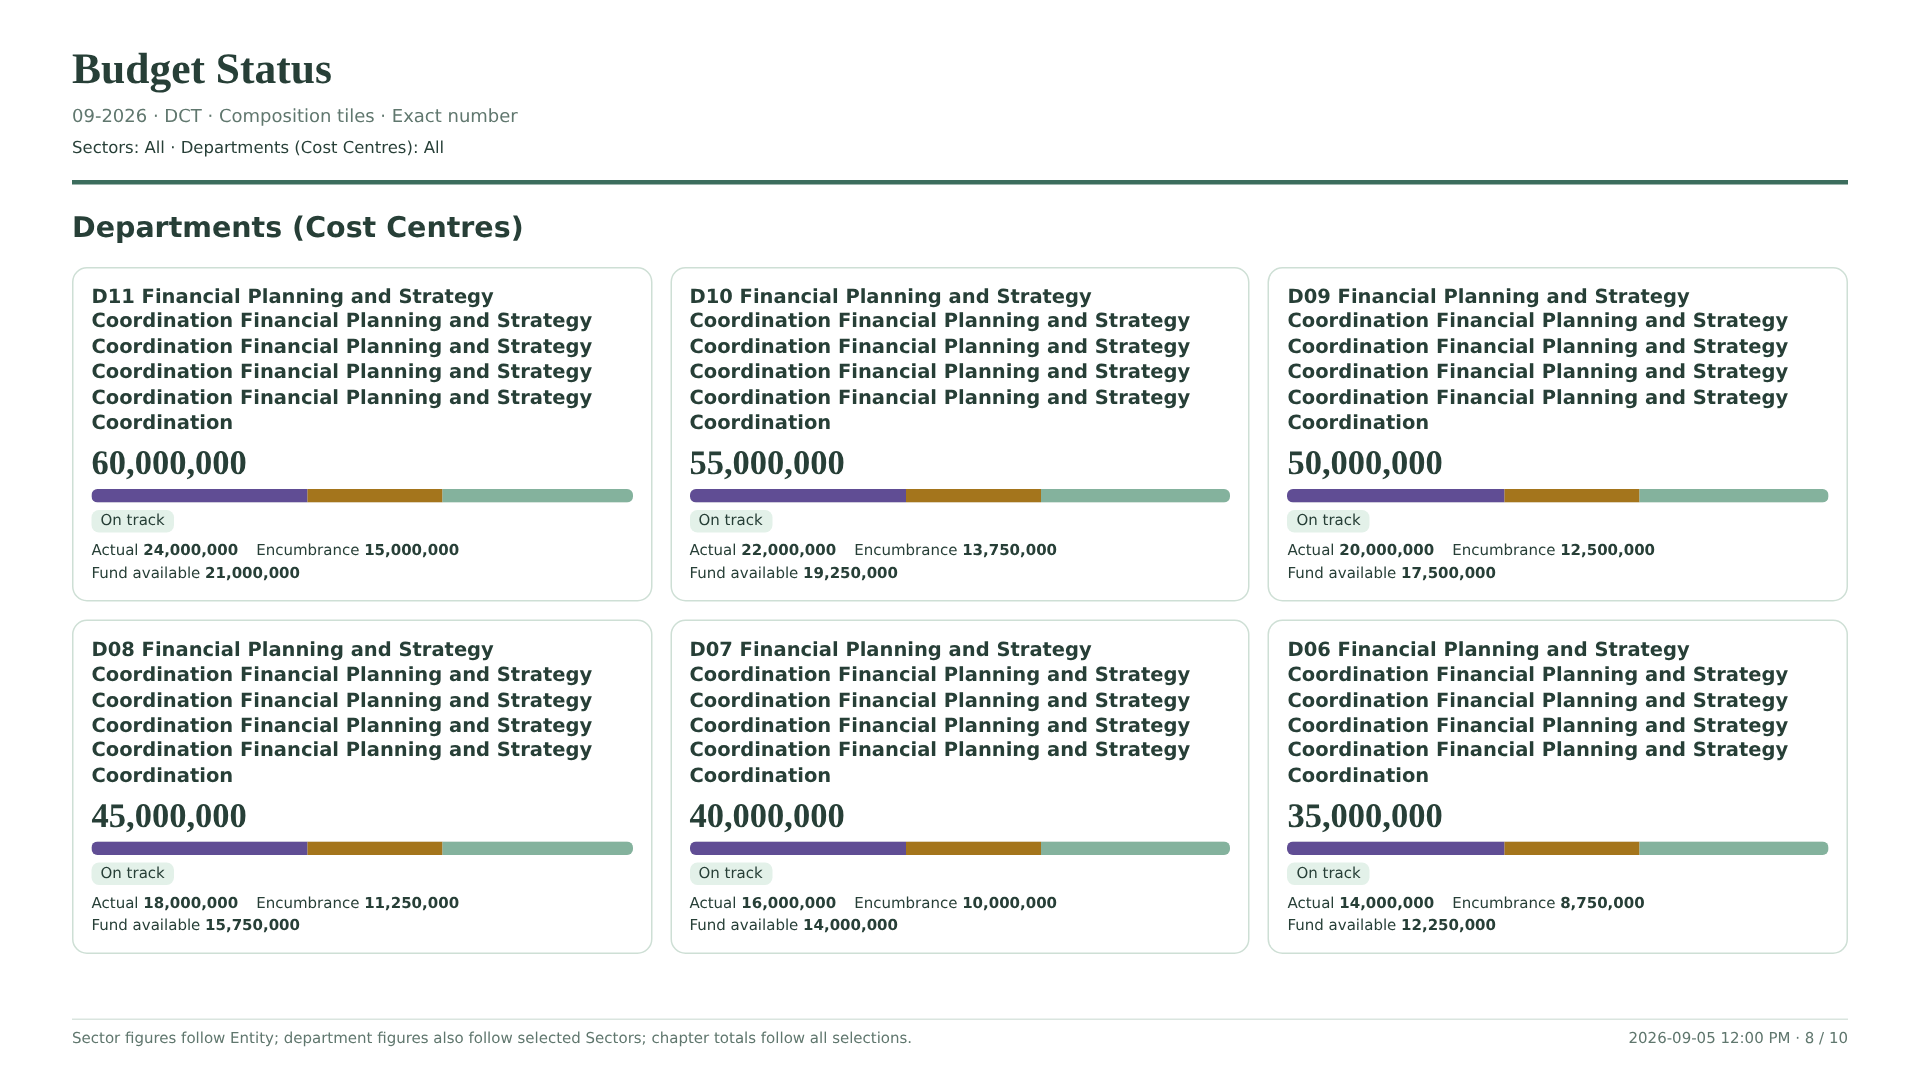 Budget Status
09-2026 · DCT · Composition tiles · Exact number
Sectors: All · Departments (Cost Centres): All
Departments (Cost Centres)
D11 Financial Planning and Strategy
Coordination Financial Planning and Strategy
Coordination Financial Planning and Strategy
Coordination Financial Planning and Strategy
Coordination Financial Planning and Strategy
Coordination
60,000,000
On track
Actual 24,000,000 Encumbrance 15,000,000
Fund available 21,000,000
D10 Financial Planning and Strategy
Coordination Financial Planning and Strategy
Coordination Financial Planning and Strategy
Coordination Financial Planning and Strategy
Coordination Financial Planning and Strategy
Coordination
55,000,000
On track
Actual 22,000,000 Encumbrance 13,750,000
Fund available 19,250,000
D09 Financial Planning and Strategy
Coordination Financial Planning and Strategy
Coordination Financial Planning and Strategy
Coordination Financial Planning and Strategy
Coordination Financial Planning and Strategy
Coordination
50,000,000
On track
Actual 20,000,000 Encumbrance 12,500,000
Fund available 17,500,000
D08 Financial Planning and Strategy
Coordination Financial Planning and Strategy
Coordination Financial Planning and Strategy
Coordination Financial Planning and Strategy
Coordination Financial Planning and Strategy
Coordination
45,000,000
On track
Actual 18,000,000 Encumbrance 11,250,000
Fund available 15,750,000
D07 Financial Planning and Strategy
Coordination Financial Planning and Strategy
Coordination Financial Planning and Strategy
Coordination Financial Planning and Strategy
Coordination Financial Planning and Strategy
Coordination
40,000,000
On track
Actual 16,000,000 Encumbrance 10,000,000
Fund available 14,000,000
D06 Financial Planning and Strategy
Coordination Financial Planning and Strategy
Coordination Financial Planning and Strategy
Coordination Financial Planning and Strategy
Coordination Financial Planning and Strategy
Coordination
35,000,000
On track
Actual 14,000,000 Encumbrance 8,750,000
Fund available 12,250,000
Sector figures follow Entity; department figures also follow selected Sectors; chapter totals follow all selections.
2026-09-05 12:00 PM · 8 / 10